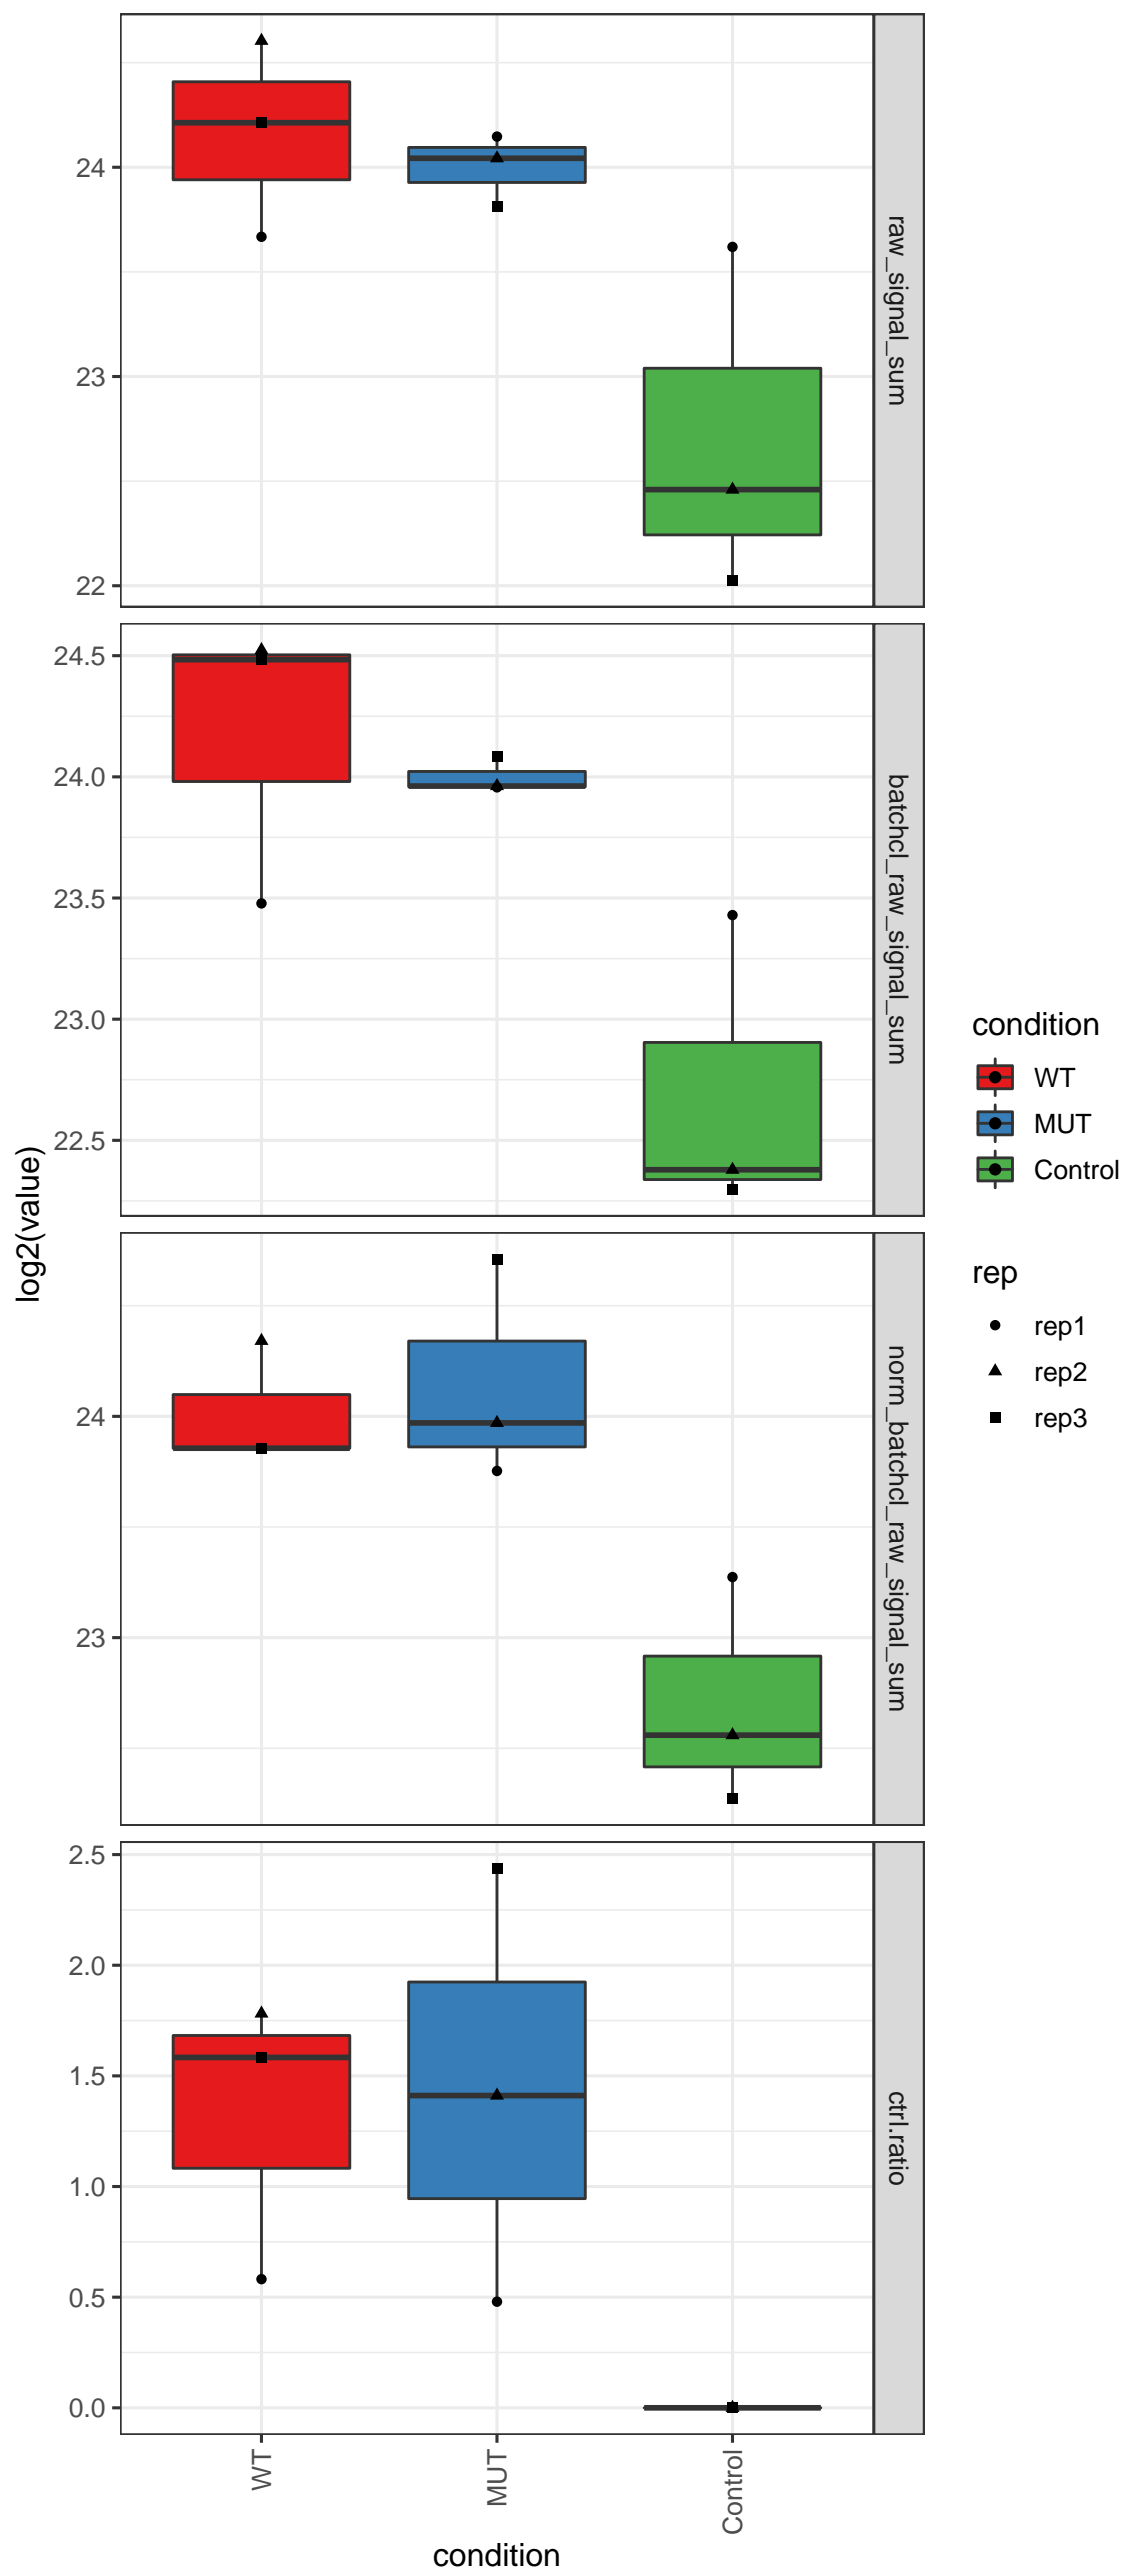 log2(value)
24
23
22
raw_signal_sum
24.5
24.0
23.5
23.0
22.5
batchcl_raw_signal_sum
24
23
norm_batchcl_raw_signal_sum
2.5
2.0
1.5
1.0
0.5
0.0
ctrl.ratio
WT
MUT
Control
condition
condition
WT
MUT
Control
rep
rep1
rep2
rep3